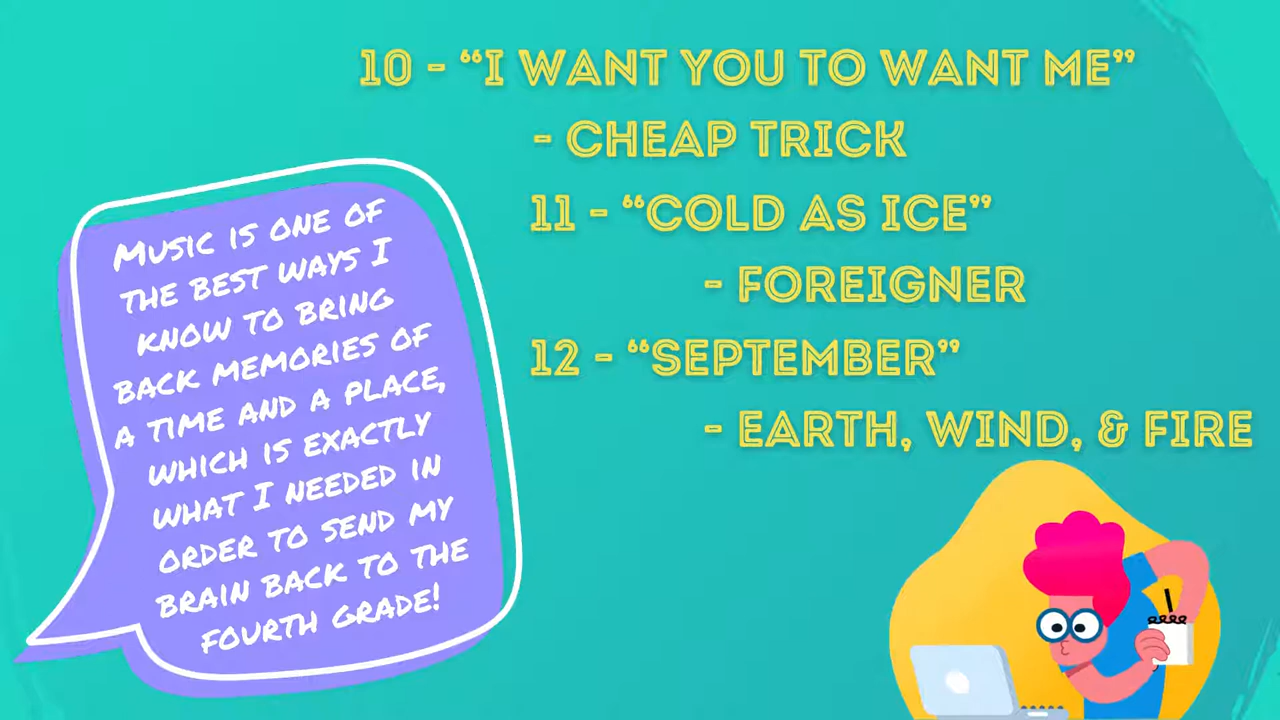 10 - “I WANT YOU TO WANT ME”
- CHEAP TRICK
11 - “COLD AS ICE”
- FOREIGNER
12 - “SEPTEMBER”
- EARTH, WIND, & FIRE
MUSIC IS ONE OF
THE BEST WAYS I
KNOW TO BRING
BACK MEMORIES OF
A TIME AND A PLACE,
WHICH IS EXACTLY
WHAT I NEEDED IN
ORDER TO SEND MY
BRAIN BACK TO THE
FOURTH GRADE!